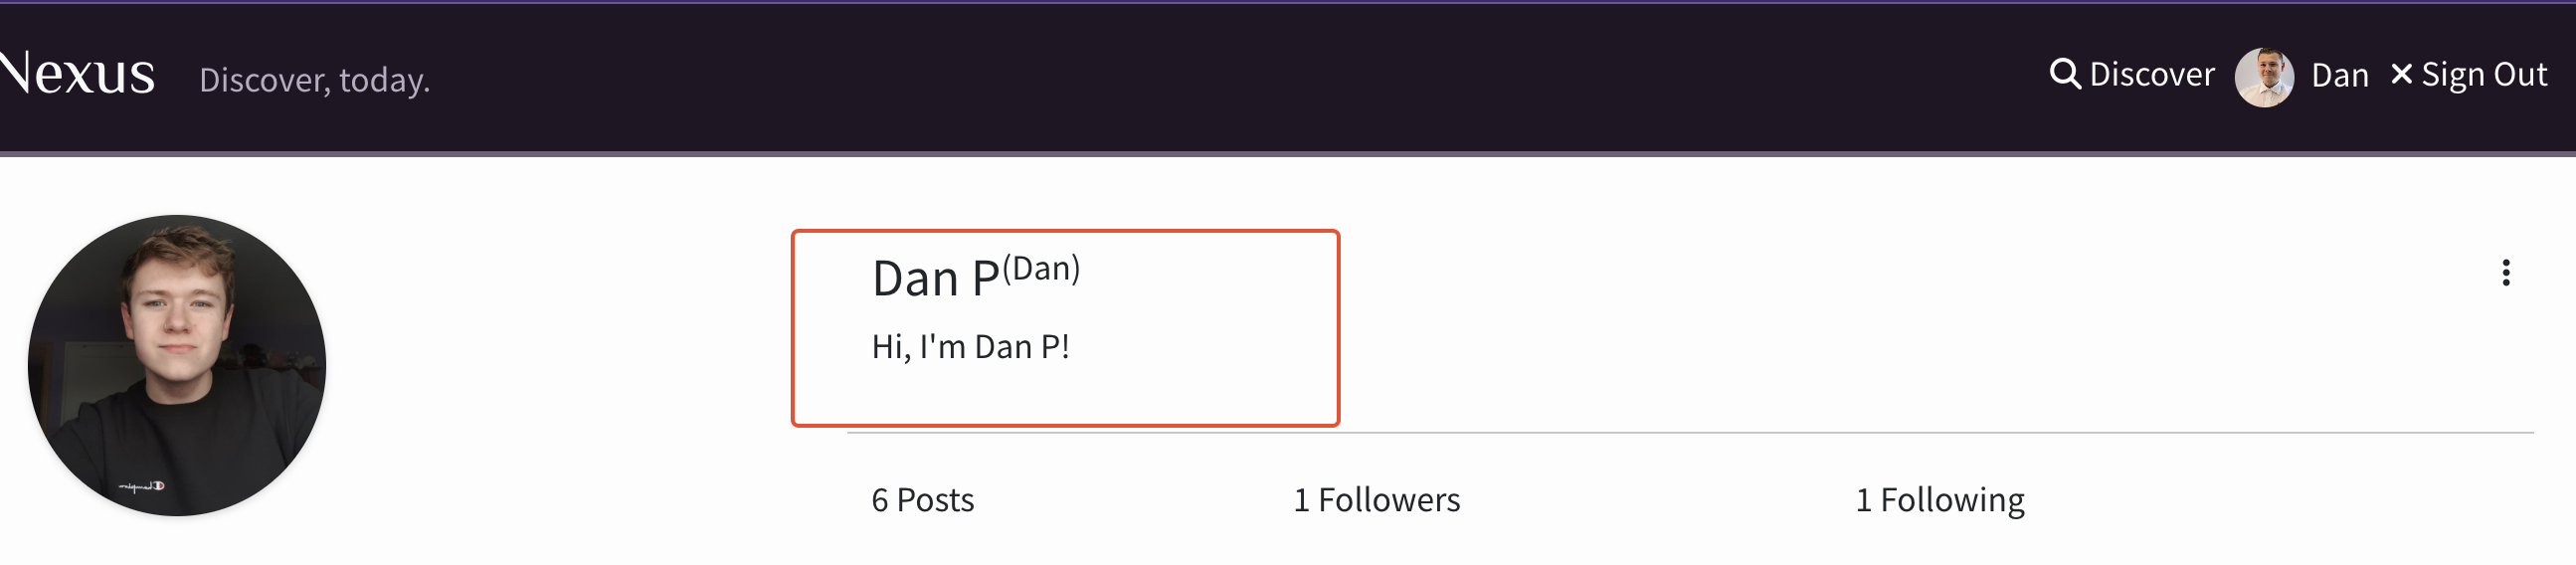 Nexus Discover, today. Discover Dan Sign Out
Dan P(Dan)
Hi, I'm Dan P!
6 Posts 1 Followers 1 Following